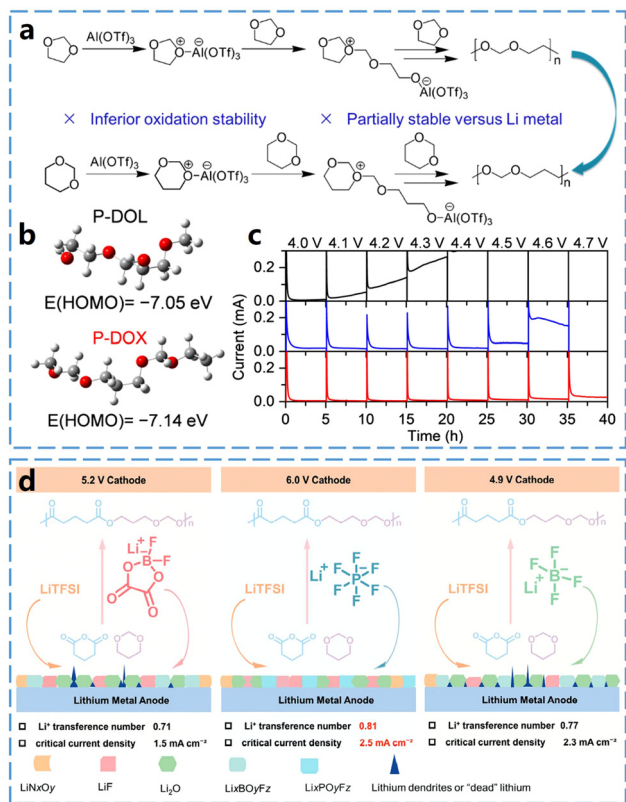 a
Al(OTf)₃
O–Al(OTf)₃
Al(OTf)₃
n
× Inferior oxidation stability × Partially stable versus Li metal
Al(OTf)₃
O–Al(OTf)₃
O–Al(OTf)₃
n
b
P-DOL
E(HOMO)= −7.05 eV
P-DOX
E(HOMO)= −7.14 eV
c
4.0 V 4.1 V 4.2 V 4.3 V 4.4 V 4.5 V 4.6 V 4.7 V
Current (mA)
0.2
0.0
0.2
0.0
0.2
0.0
0 5 10 15 20 25 30 35 40
Time (h)
d
5.2 V Cathode
6.0 V Cathode
4.9 V Cathode
LiTFSI
LiTFSI
LiTFSI
Lithium Metal Anode
Lithium Metal Anode
Lithium Metal Anode
Li⁺ transference number 0.71
critical current density 1.5 mA cm⁻²
Li⁺ transference number 0.81
critical current density 2.5 mA cm⁻²
Li⁺ transference number 0.77
critical current density 2.3 mA cm⁻²
LiNxOy LiF Li₂O LixBOyFz LixPOyFz Lithium dendrites or “dead” lithium